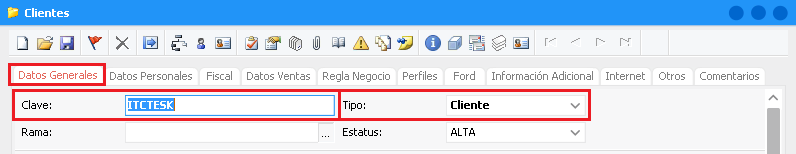 Clientes
Datos Generales Datos Personales Fiscal Datos Ventas Regla Negocio Perfiles Ford Información Adicional Internet Otros Comentarios
Clave: ITCTESK Tipo: Cliente
Rama: ... Estatus: ALTA